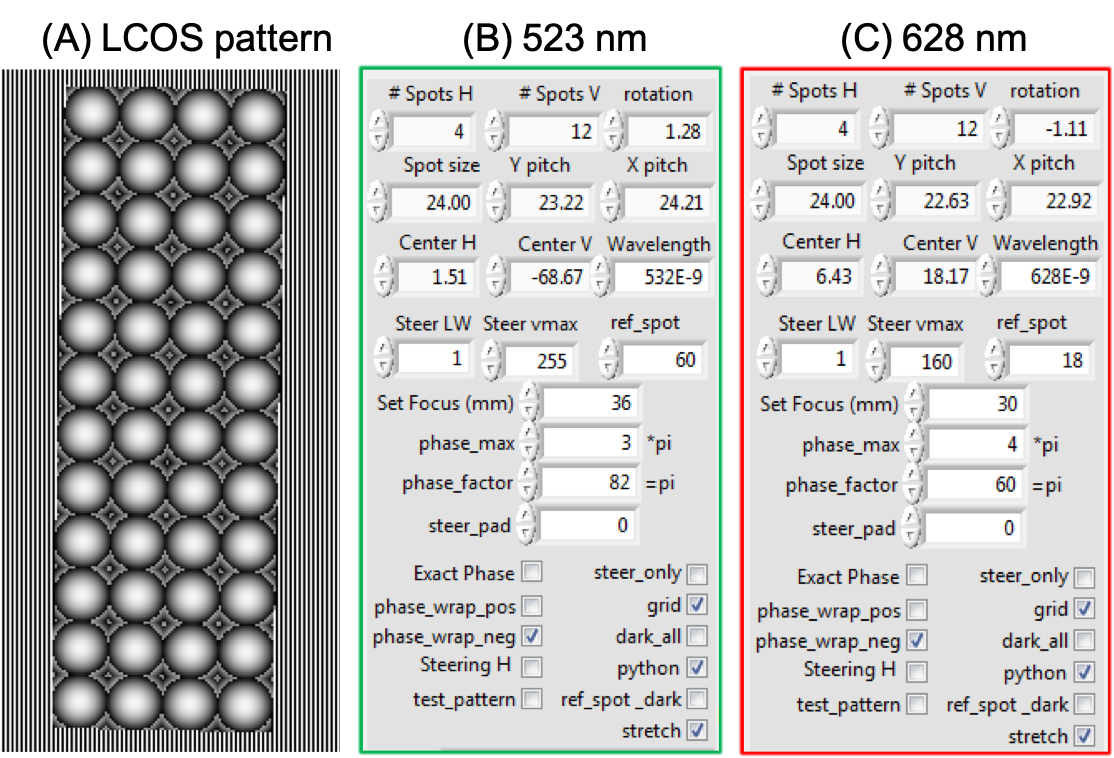 (A) LCOS pattern
(B) 523 nm
# Spots H # Spots V rotation
4 12 1.28
Spot size Y pitch X pitch
24.00 23.22 24.21
Center H Center V Wavelength
1.51 -68.67 532E-9
Steer LW Steer vmax ref_spot
1 255 60
Set Focus (mm) 36
phase_max 3 *pi
phase_factor 82 =pi
steer_pad 0
Exact Phase steer_only
phase_wrap_pos grid
phase_wrap_neg dark_all
Steering H python
test_pattern ref_spot _dark
stretch
(C) 628 nm
# Spots H # Spots V rotation
4 12 -1.11
Spot size Y pitch X pitch
24.00 22.63 22.92
Center H Center V Wavelength
6.43 18.17 628E-9
Steer LW Steer vmax ref_spot
1 160 18
Set Focus (mm) 30
phase_max 4 *pi
phase_factor 60 =pi
steer_pad 0
Exact Phase steer_only
phase_wrap_pos grid
phase_wrap_neg dark_all
Steering H python
test_pattern ref_spot _dark
stretch